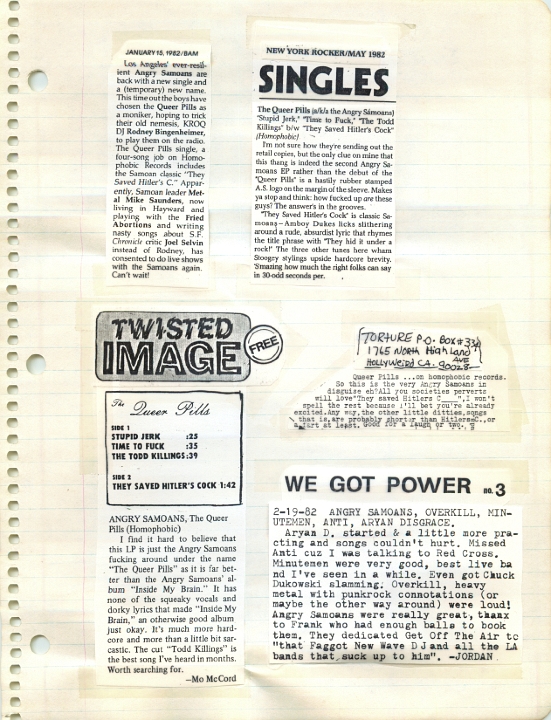 JANUARY 15, 1982/BAM
Los Angeles' ever-resil-
ient Angry Samoans are
back with a new single and
a (temporary) new name.
This time out the boys have
chosen the Queer Pills as
a moniker, hoping to trick
their old nemesis, KROQ
DJ Rodney Bingenheimer,
to play them on the radio.
The Queer Pills single, a
four-song job on Homo-
phobic Records includes
the Samoan classic "They
Saved Hitler's C." Appar-
ently, Samoan leader Met-
al Mike Saunders, now
living in Hayward and
playing with the Fried
Abortions and writing
nasty songs about S.F.
Chronicle critic Joel Selvin
instead of Rodney, has
consented to do live shows
with the Samoans again.
Can't wait!
NEW YORK ROCKER/MAY 1982
SINGLES
The Queer Pills (a/k/a the Angry Samoans)
"Stupid Jerk," "Time to Fuck," "The Todd
Killings" b/w "They Saved Hitler's Cock"
(Homophobic)
I'm not sure how they're sending out the
retail copies, but the only clue on mine that
this thang is indeed the second Angry Sa-
moans EP rather than the debut of the
"Queer Pills" is a hastily rubber stamped
A.S. logo on the margin of the sleeve. Makes
ya stop and think: how fucked up are these
guys? The answer's in the grooves.
"They Saved Hitler's Cock" is classic Sa-
moans—Amboy Dukes licks slithering
around a rude, absurdist lyric that rhymes
the title phrase with "They hid it under a
rock!" The three other tunes here wham
Stoogry stylings upside hardcore brevity.
'Smazing how much the right folks can say
in 30-odd seconds per.
TWISTED
IMAGE
FREE
The Queer Pills
SIDE 1
STUPID JERK :25
TIME TO FUCK :35
THE TODD KILLINGS :39
SIDE 2
THEY SAVED HITLER'S COCK 1:42
ANGRY SAMOANS, The Queer
Pills (Homophobic)
I find it hard to believe that
this LP is just the Angry Samoans
fucking around under the name
"The Queer Pills" as it is far bet-
ter than the Angry Samoans' al-
bum "Inside My Brain." It has
none of the squeaky vocals and
dorky lyrics that made "Inside My
Brain," an otherwise good album
just okay. It's much more hard-
core and more than a little bit sar-
castic. The cut "Todd Killings" is
the best song I've heard in months.
Worth searching for.
—Mo McCord
TORTURE P.O. Box #334
1765 NORTH Highland AVE
HOLLYWEIRD CA. 90028
Queer Pills ...on homophobic records.
So this is the very Angry Samoans in
disguise eh? All you societies perverts
will love"They saved Hitlers C___",I won't
spell the rest because i'll bet you're already
excited.Any way,the other little ditties,songs
that is,are probably shorter than Hitlers C.,or
a fart at least. Good for a laugh or two.
WE GOT POWER no. 3
2-19-82 ANGRY SAMOANS, OVERKILL, MIN-
UTEMEN, ANTI, ARYAN DISGRACE.
Aryan D. started & a little more pra-
cting and songs couldn't hurt. Missed
Anti cuz I was talking to Red Cross.
Minutemen were very good, best live ba
nd I've seen in a while. Even got Chuck
Dukowski slamming. Overkill, heavy
metal with punkrock connotations (or
maybe the other way around) were loud!
Angry Samoans were really great, thanx
to Frank who had enough balls to book
them. They dedicated Get Off The Air to
"that Faggot New Wave DJ and all the LA
bands that suck up to him". -JORDAN